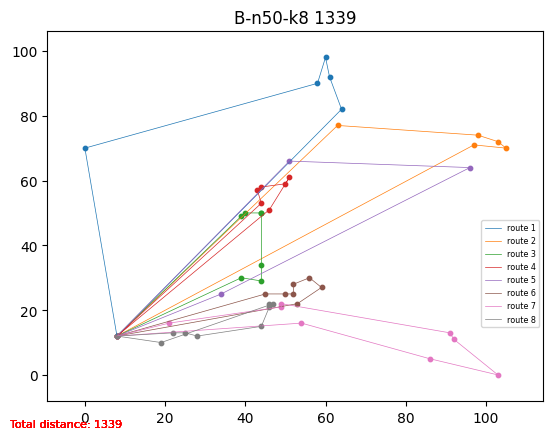 B-n50-k8 1339
100
80
60
40
20
0
0 20 40 60 80 100
route 1
route 2
route 3
route 4
route 5
route 6
route 7
route 8
Total distance: 1339